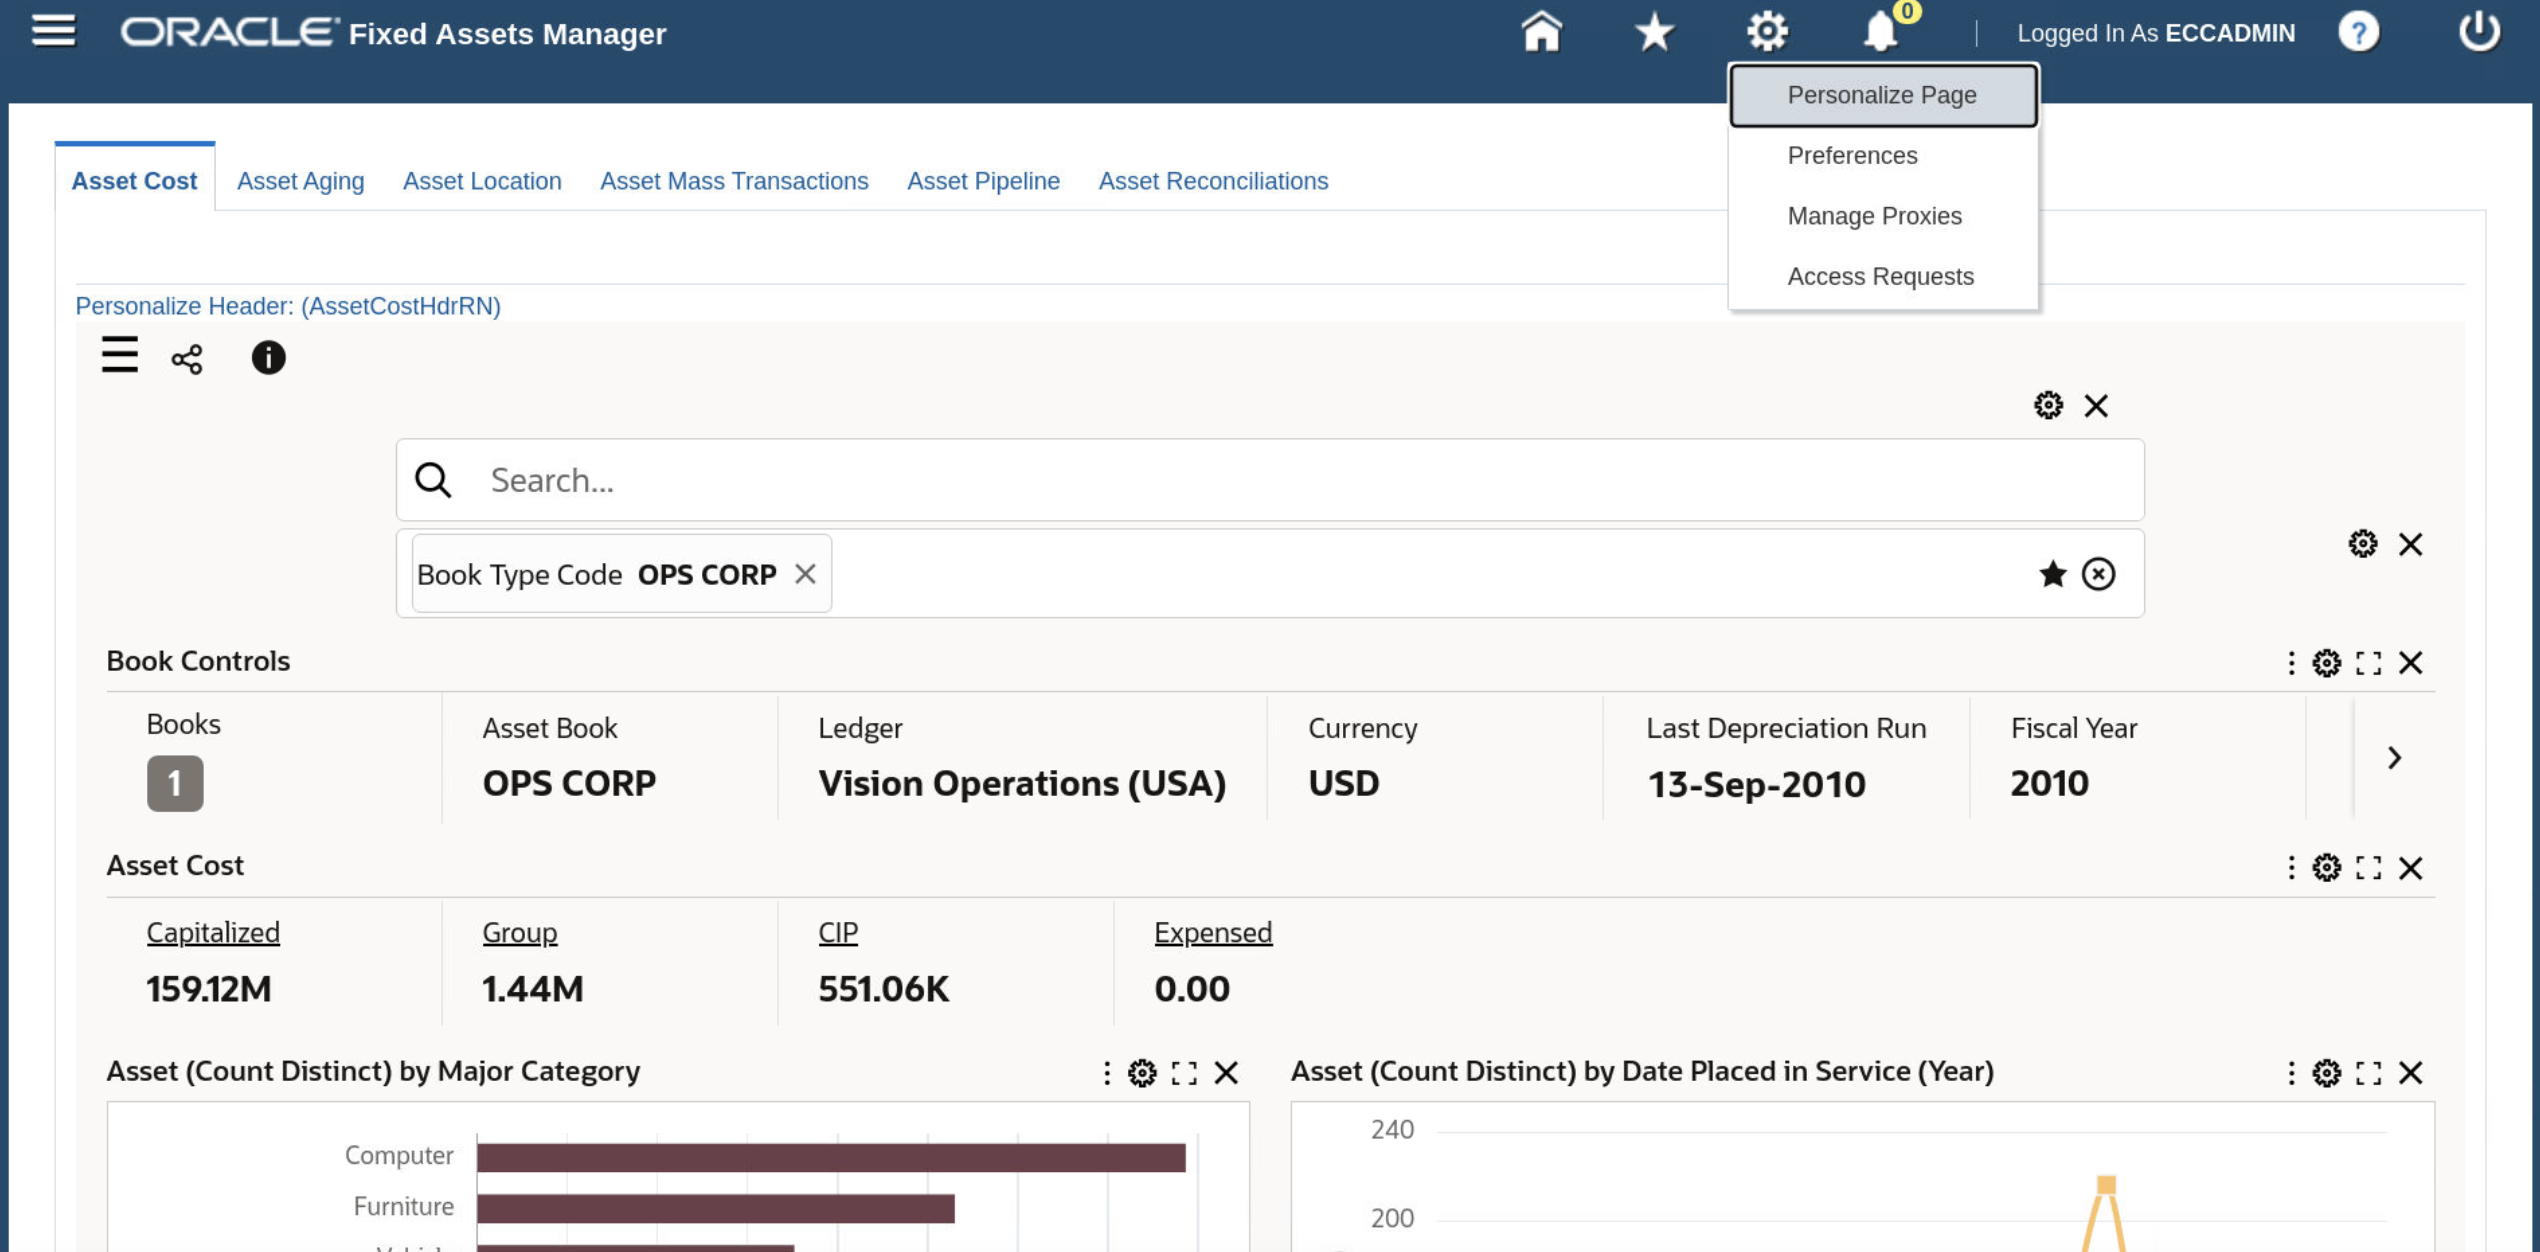 ORACLE Fixed Assets Manager
0
Logged In As ECCADMIN
?
Personalize Page
Preferences
Manage Proxies
Access Requests
Asset Cost Asset Aging Asset Location Asset Mass Transactions Asset Pipeline Asset Reconciliations
Personalize Header: (AssetCostHdrRN)
Search...
Book Type Code OPS CORP
Book Controls
Books Asset Book Ledger Currency Last Depreciation Run Fiscal Year
1 OPS CORP Vision Operations (USA) USD 13-Sep-2010 2010
Asset Cost
Capitalized Group CIP Expensed
159.12M 1.44M 551.06K 0.00
Asset (Count Distinct) by Major Category
Computer
Furniture
Asset (Count Distinct) by Date Placed in Service (Year)
240
200